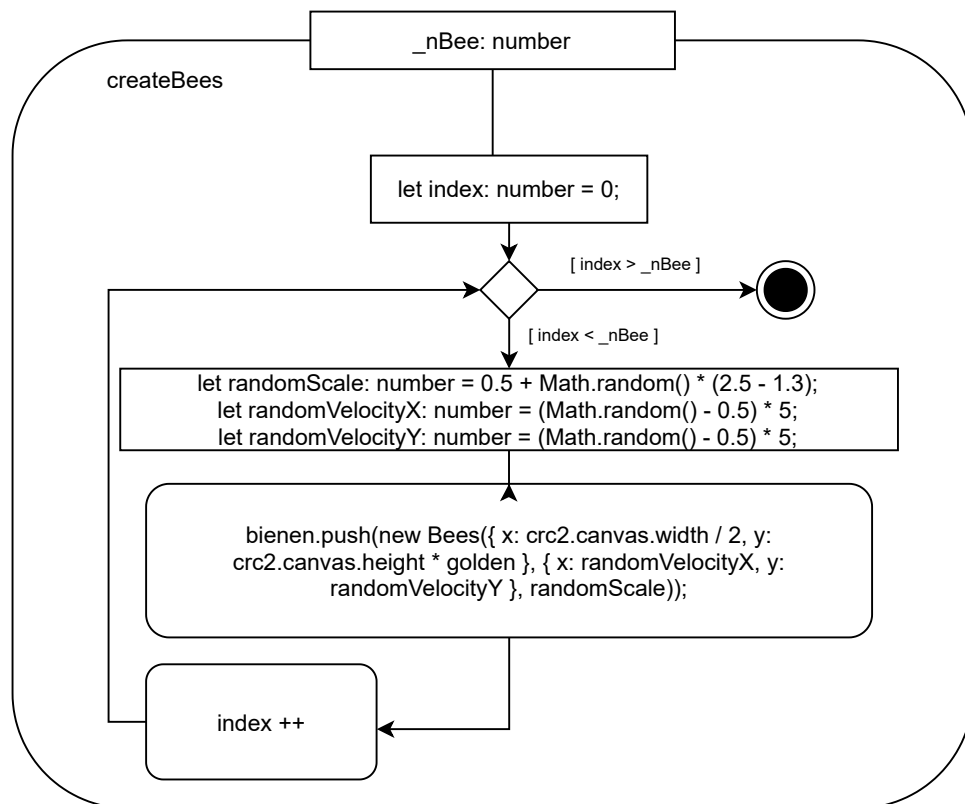 _nBee: number
createBees
let index: number = 0;
[ index > _nBee ]
[ index < _nBee ]
let randomScale: number = 0.5 + Math.random() * (2.5 - 1.3);
let randomVelocityX: number = (Math.random() - 0.5) * 5;
let randomVelocityY: number = (Math.random() - 0.5) * 5;
bienen.push(new Bees({ x: crc2.canvas.width / 2, y:
crc2.canvas.height * golden }, { x: randomVelocityX, y:
randomVelocityY }, randomScale));
index ++